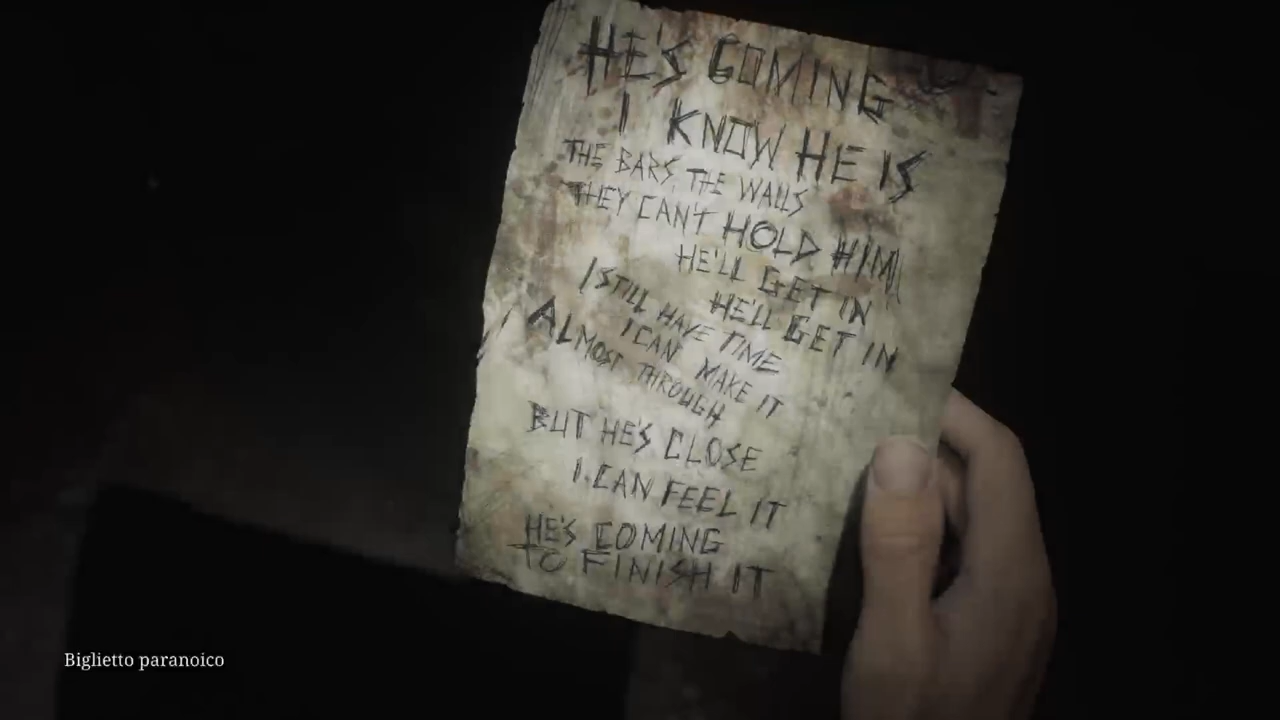 HE'S COMING
I KNOW HE IS
THE BARS, THE WALLS
THEY CAN'T HOLD HIM
HE'LL GET IN
HE'LL GET IN
I STILL HAVE TIME
I CAN MAKE IT
ALMOST THROUGH
BUT HE'S CLOSE
I CAN FEEL IT
HE'S COMING
TO FINISH IT
Biglietto paranoico